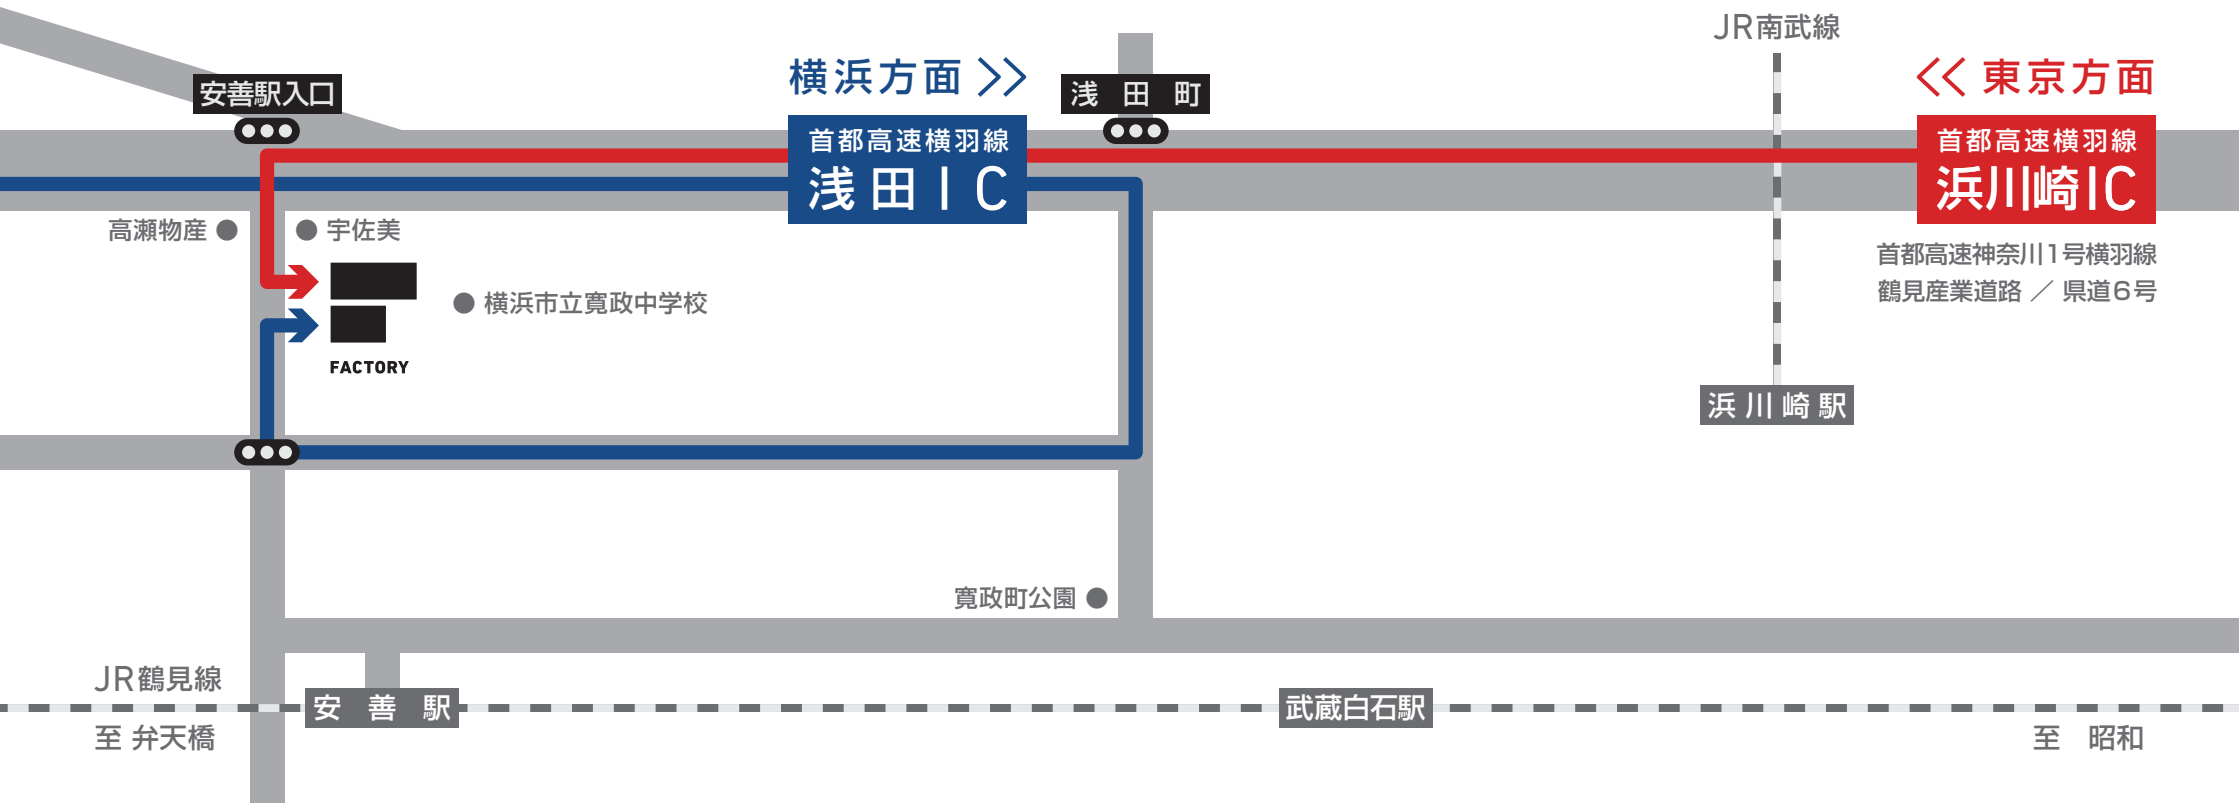 JR南武線
横浜方面
東京方面
安善駅入口
浅田町
首都高速横羽線
浅田IC
首都高速横羽線
浜川崎IC
高瀬物産
宇佐美
首都高速神奈川1号横羽線
鶴見産業道路 ／ 県道6号
横浜市立寛政中学校
FACTORY
浜川崎駅
寛政町公園
JR鶴見線
安善駅
武蔵白石駅
至 弁天橋
至 昭和